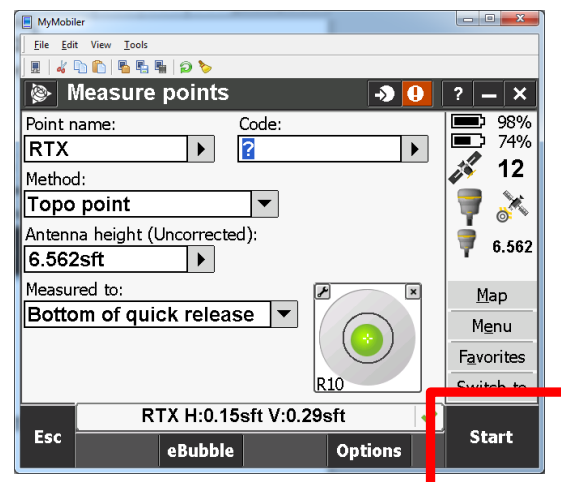 MyMobiler
File Edit View Tools
Measure points
? – ×
Point name: Code:
RTX ?
98%
74%
12
Method:
Topo point
Antenna height (Uncorrected):
6.562sft
6.562
Measured to:
Bottom of quick release
R10
Map
Menu
Favorites
Switch to
RTX H:0.15sft V:0.29sft
Esc eBubble Options Start